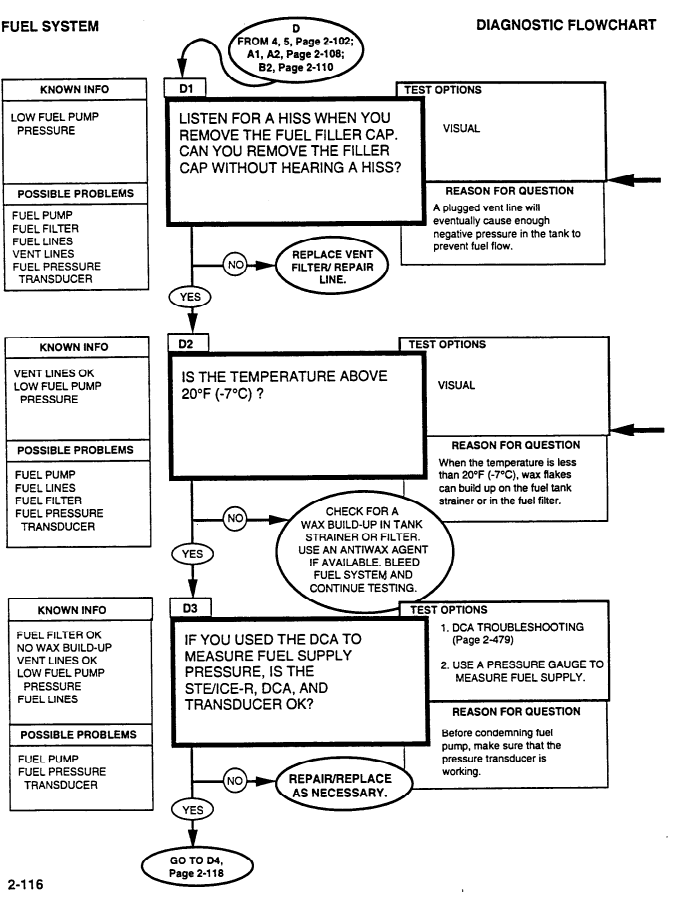 FUEL SYSTEM
DIAGNOSTIC FLOWCHART
D
FROM 4, 5, Page 2-102;
A1, A2, Page 2-108;
B2, Page 2-110
KNOWN INFO
LOW FUEL PUMP
PRESSURE
POSSIBLE PROBLEMS
FUEL PUMP
FUEL FILTER
FUEL LINES
VENT LINES
FUEL PRESSURE
TRANSDUCER
D1
LISTEN FOR A HISS WHEN YOU
REMOVE THE FUEL FILLER CAP.
CAN YOU REMOVE THE FILLER
CAP WITHOUT HEARING A HISS?
TEST OPTIONS
VISUAL
REASON FOR QUESTION
A plugged vent line will
eventually cause enough
negative pressure in the tank to
prevent fuel flow.
NO
REPLACE VENT
FILTER/ REPAIR
LINE.
YES
KNOWN INFO
VENT LINES OK
LOW FUEL PUMP
PRESSURE
POSSIBLE PROBLEMS
FUEL PUMP
FUEL LINES
FUEL FILTER
FUEL PRESSURE
TRANSDUCER
D2
IS THE TEMPERATURE ABOVE
20°F (-7°C) ?
TEST OPTIONS
VISUAL
REASON FOR QUESTION
When the temperature is less
than 20°F (-7°C), wax flakes
can build up on the fuel tank
strainer or in the fuel filter.
NO
CHECK FOR A
WAX BUILD-UP IN TANK
STRAINER OR FILTER.
USE AN ANTIWAX AGENT
IF AVAILABLE. BLEED
FUEL SYSTEM AND
CONTINUE TESTING.
YES
KNOWN INFO
FUEL FILTER OK
NO WAX BUILD-UP
VENT LINES OK
LOW FUEL PUMP
PRESSURE
FUEL LINES
POSSIBLE PROBLEMS
FUEL PUMP
FUEL PRESSURE
TRANSDUCER
D3
IF YOU USED THE DCA TO
MEASURE FUEL SUPPLY
PRESSURE, IS THE
STE/ICE-R, DCA, AND
TRANSDUCER OK?
TEST OPTIONS
1. DCA TROUBLESHOOTING
(Page 2-479)
2. USE A PRESSURE GAUGE TO
MEASURE FUEL SUPPLY.
REASON FOR QUESTION
Before condemning fuel
pump, make sure that the
pressure transducer is
working.
NO
REPAIR/REPLACE
AS NECESSARY.
YES
GO TO D4,
Page 2-118
2-116